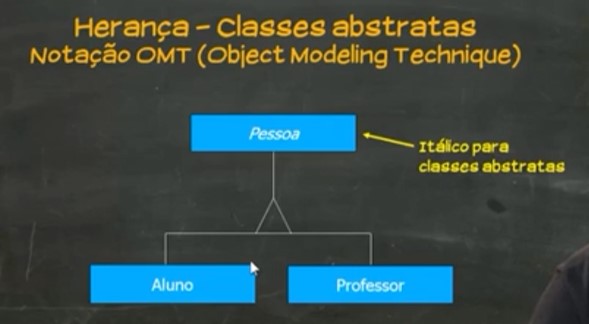 Herança - Classes abstratas
Notação OMT (Object Modeling Technique)
Pessoa
Itálico para
classes abstratas
Aluno
Professor